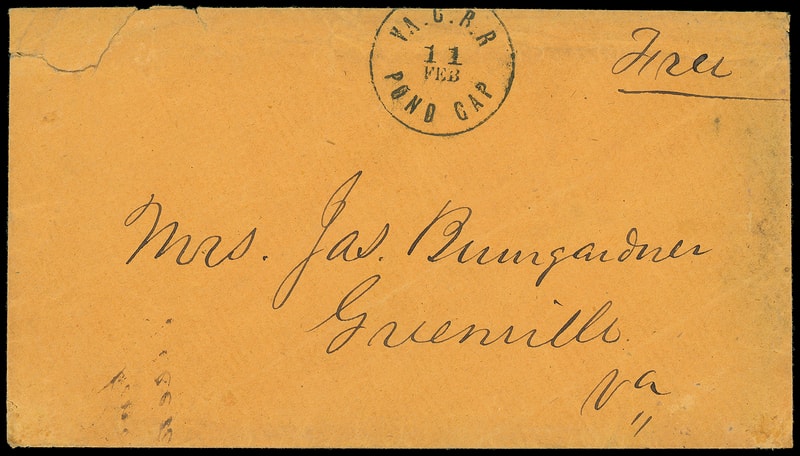 VA. C. R. R
11
FEB
POND GAP
Free
Mrs. Jas. Bumgardner
Greenville
Va